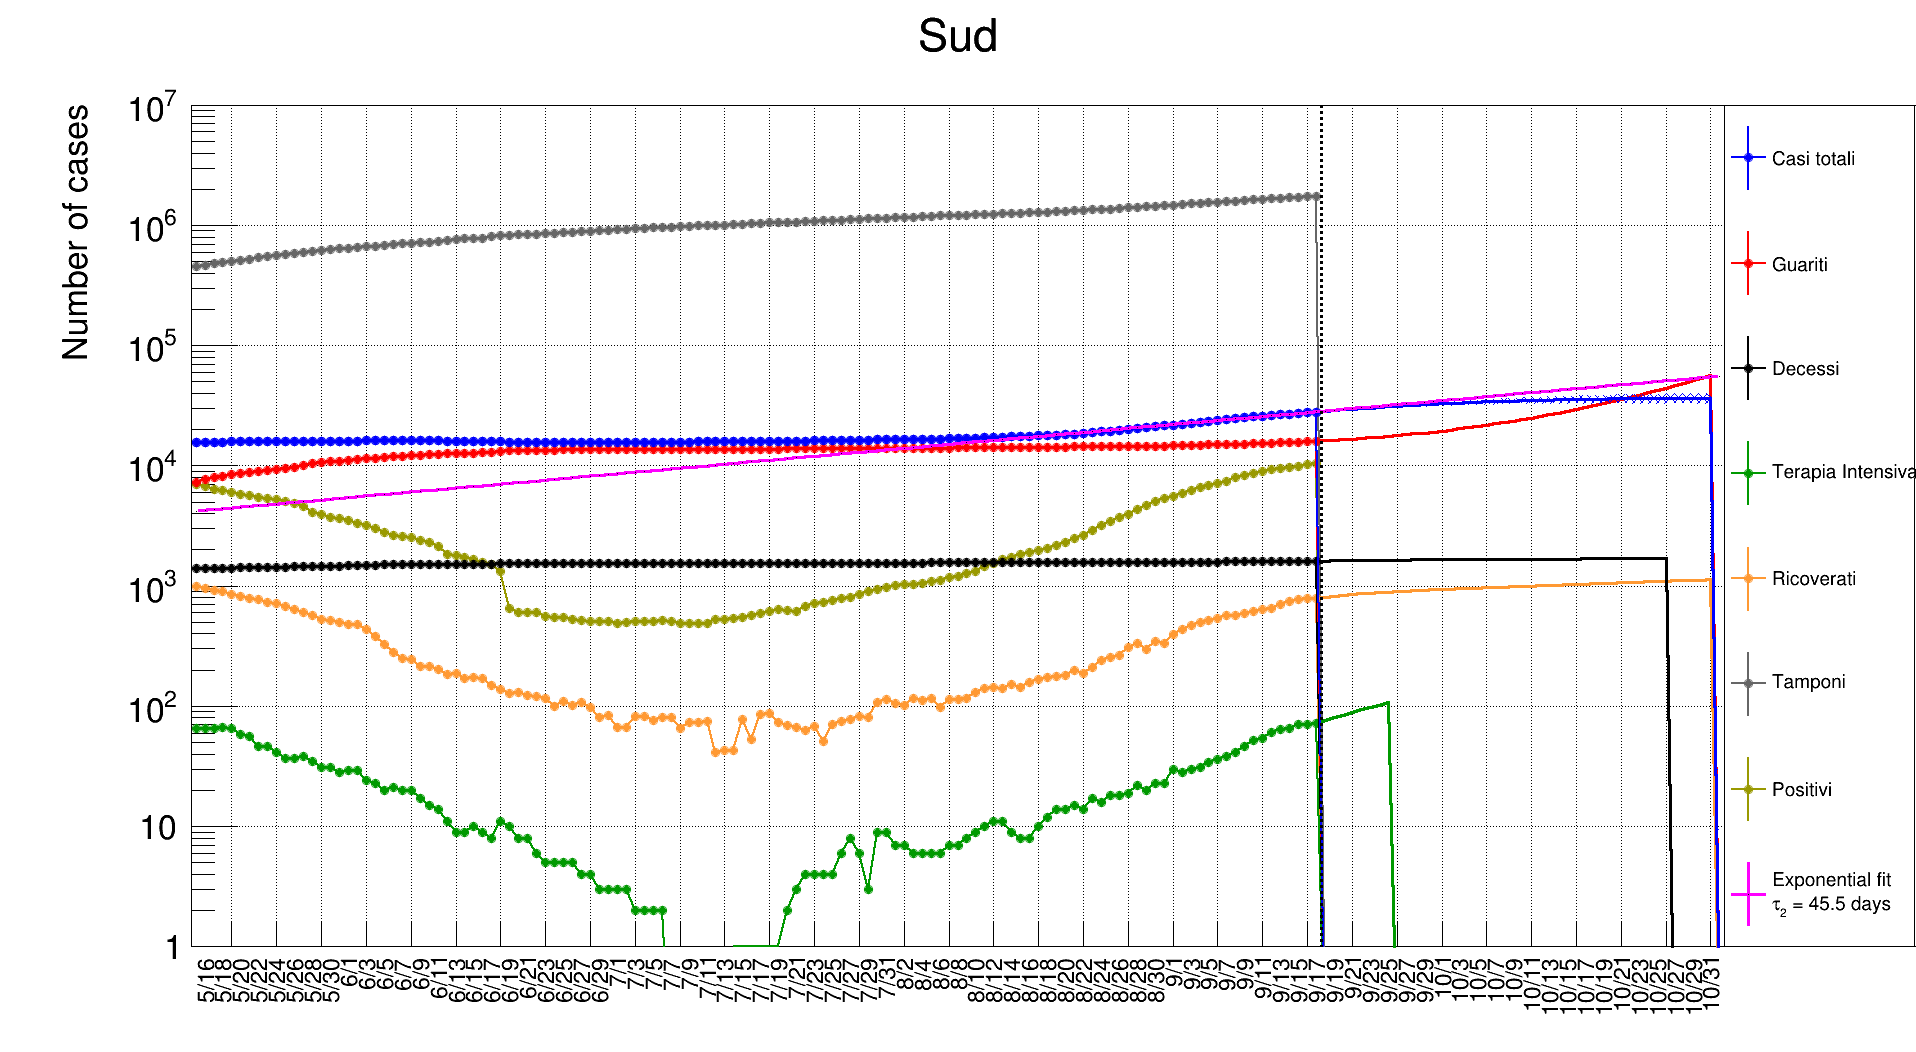 Sud
Number of cases
10^7
10^6
10^5
10^4
10^3
10^2
10
1
5/16 5/18 5/20 5/22 5/24 5/26 5/28 5/30 6/1 6/3 6/5 6/7 6/9 6/11 6/13 6/15 6/17 6/19 6/21 6/23 6/25 6/27 6/29 7/1 7/3 7/5 7/7 7/9 7/11 7/13 7/15 7/17 7/19 7/21 7/23 7/25 7/27 7/29 7/31 8/2 8/4 8/6 8/8 8/10 8/12 8/14 8/16 8/18 8/20 8/22 8/24 8/26 8/28 8/30 9/1 9/3 9/5 9/7 9/9 9/11 9/13 9/15 9/17 9/19 9/21 9/23 9/25 9/27 9/29 10/1 10/3 10/5 10/7 10/9 10/11 10/13 10/15 10/17 10/19 10/21 10/23 10/25 10/27 10/29 10/31
Casi totali
Guariti
Decessi
Terapia Intensiva
Ricoverati
Tamponi
Positivi
Exponential fit
τ₂ = 45.5 days